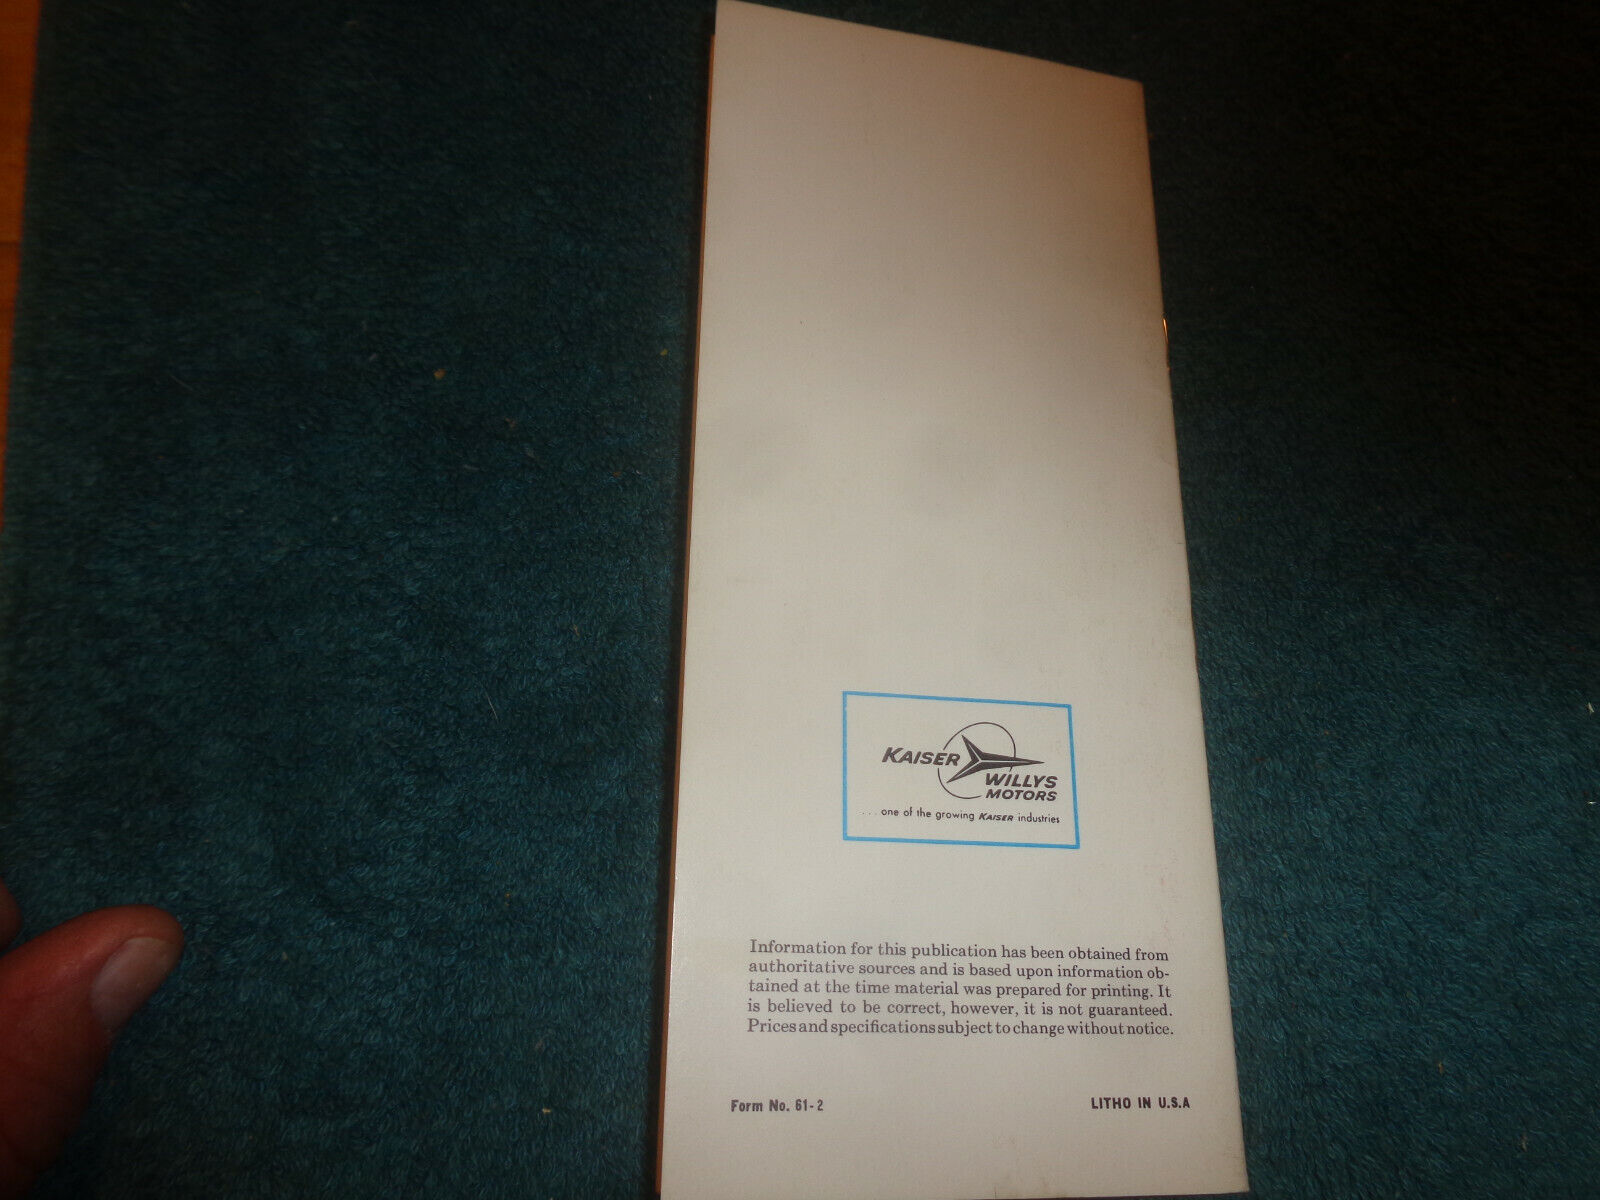 KAISER
WILLYS
MOTORS
... one of the growing KAISER industries
Information for this publication has been obtained from
authoritative sources and is based upon information ob-
tained at the time material was prepared for printing. It
is believed to be correct, however, it is not guaranteed.
Prices and specifications subject to change without notice.
Form No. 61-2
LITHO IN U.S.A